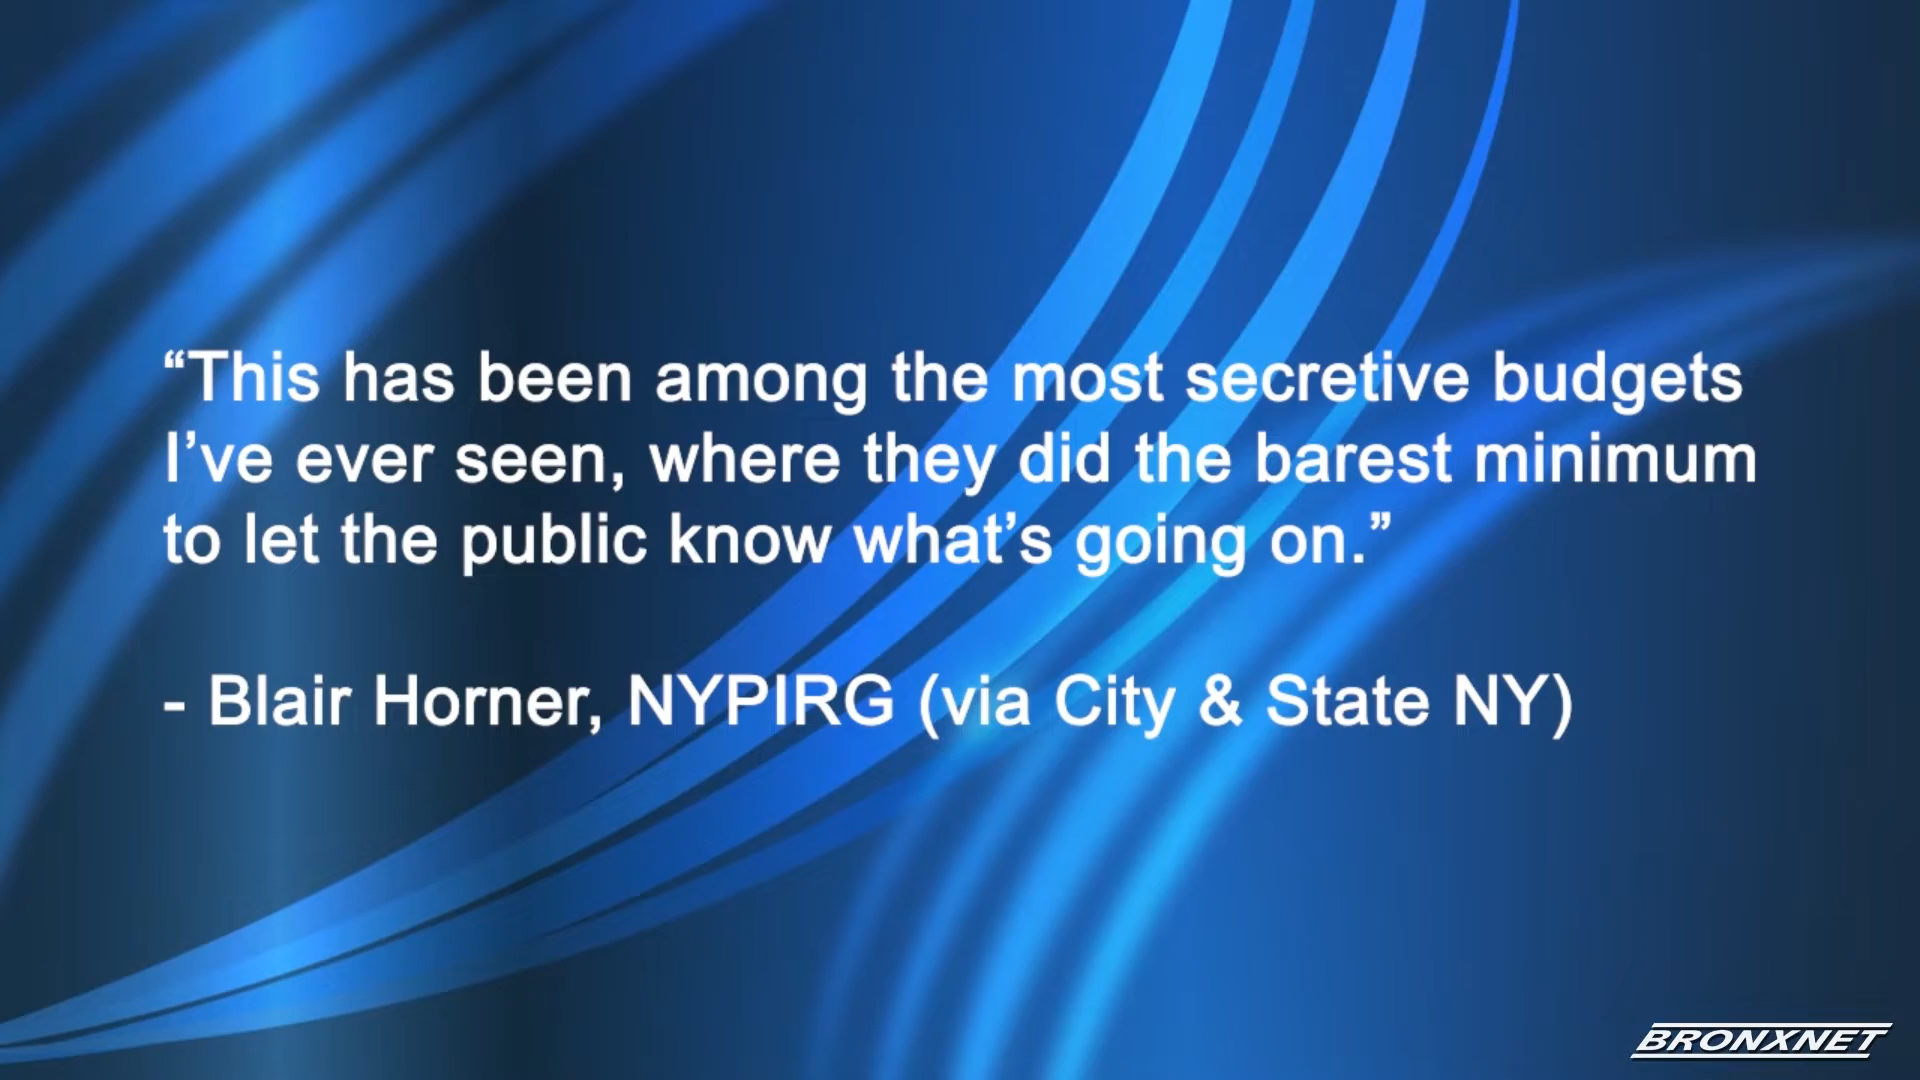 “This has been among the most secretive budgets
I’ve ever seen, where they did the barest minimum
to let the public know what’s going on.”
- Blair Horner, NYPIRG (via City & State NY)
BRONXNET